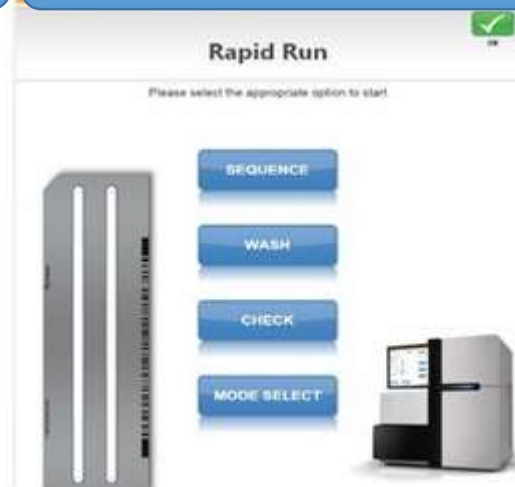 Rapid Run
Please select the appropriate option to start
SEQUENCE
WASH
CHECK
MODE SELECT